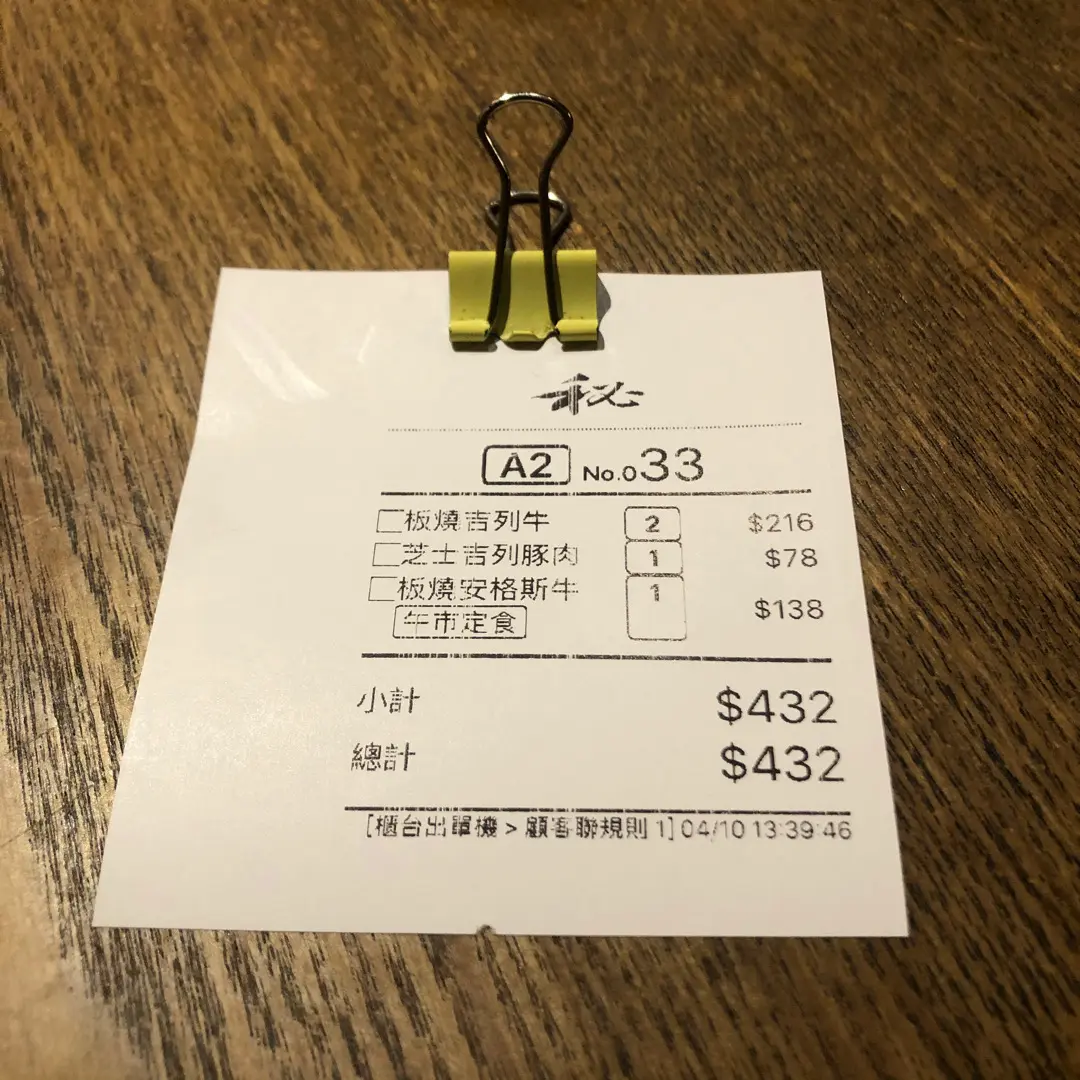 秘
A2 No.033
板燒吉列牛 2 $216
芝士吉列豚肉 1 $78
板燒安格斯牛 1 $138
午市定食
小計 $432
總計 $432
[櫃台出單機 > 顧客聯規則 1] 04/10 13:39:46